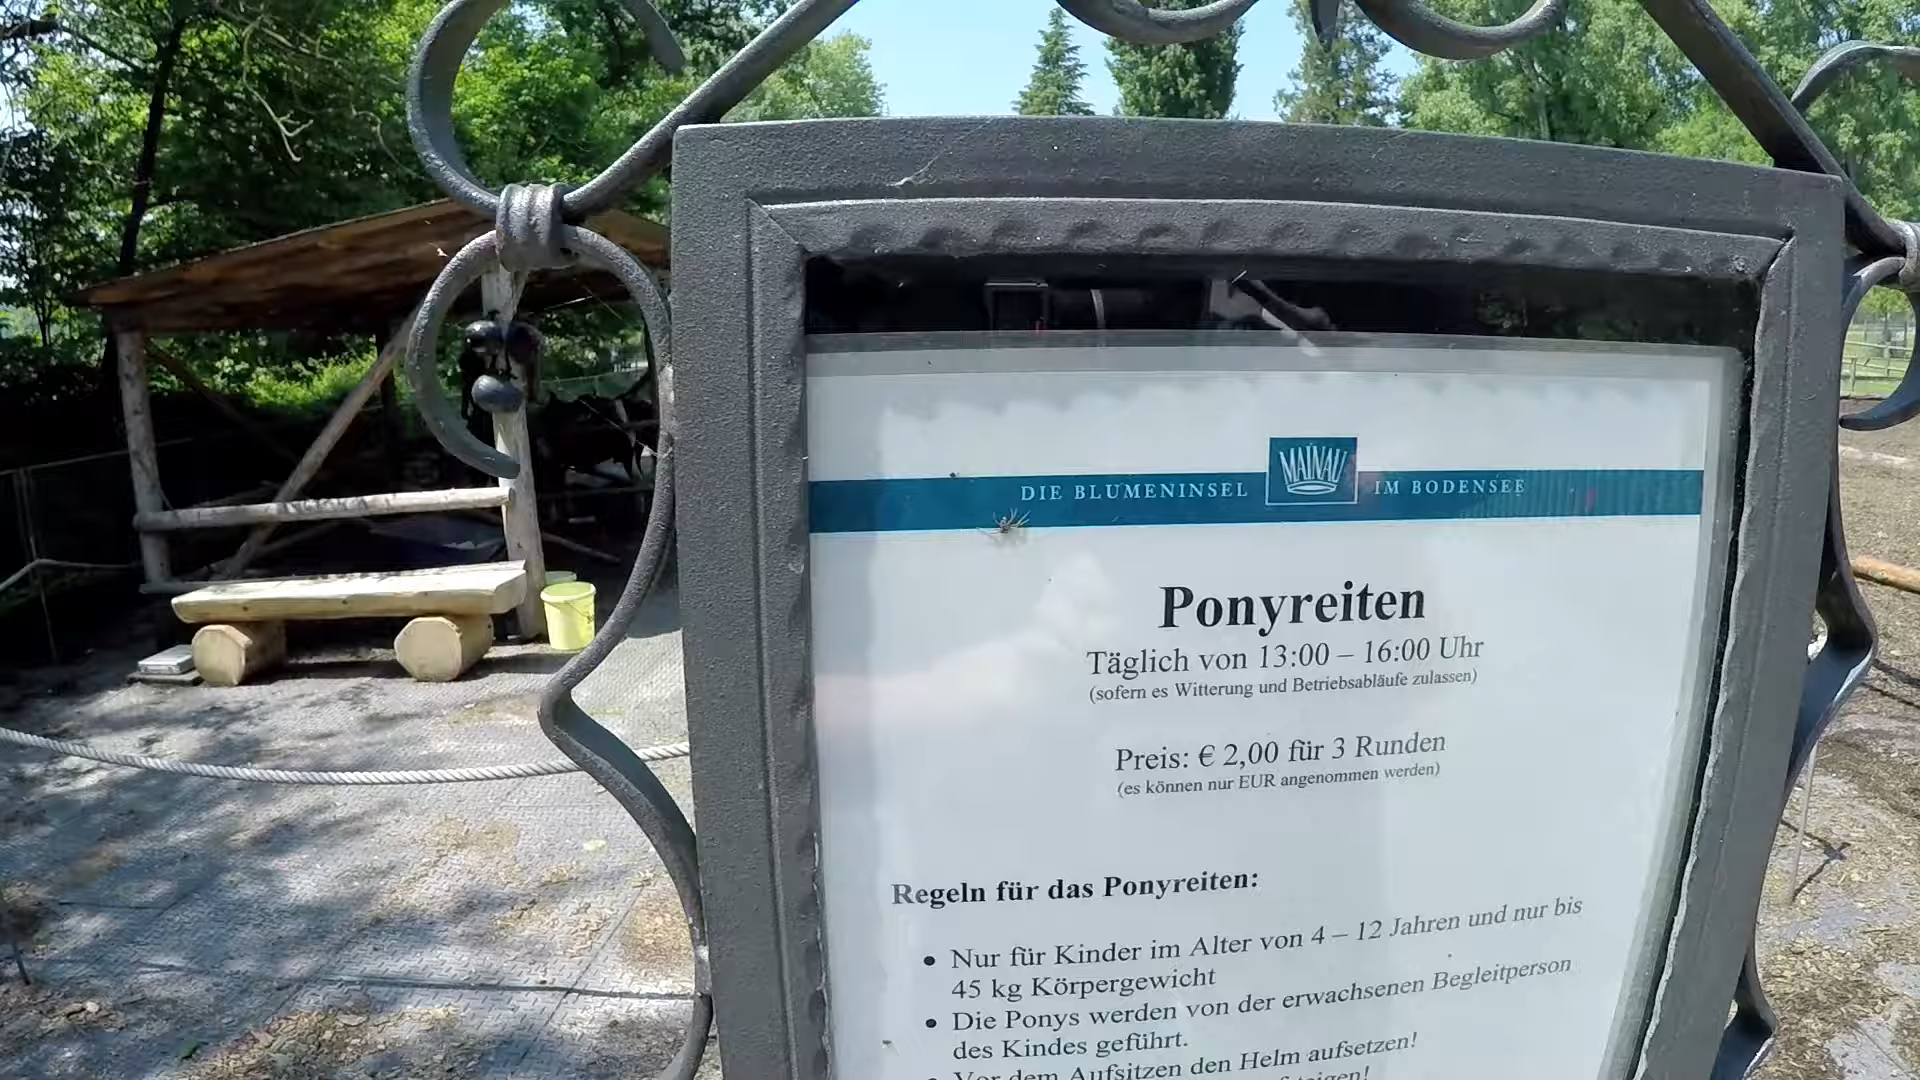 MAINAU
DIE BLUMENINSEL IM BODENSEE
Ponyreiten
Täglich von 13:00 – 16:00 Uhr
(sofern es Witterung und Betriebsabläufe zulassen)
Preis: € 2,00 für 3 Runden
(es können nur EUR angenommen werden)
Regeln für das Ponyreiten:
• Nur für Kinder im Alter von 4 – 12 Jahren und nur bis
45 kg Körpergewicht
• Die Ponys werden von der erwachsenen Begleitperson
des Kindes geführt.
• Vor dem Aufsitzen den Helm aufsetzen!